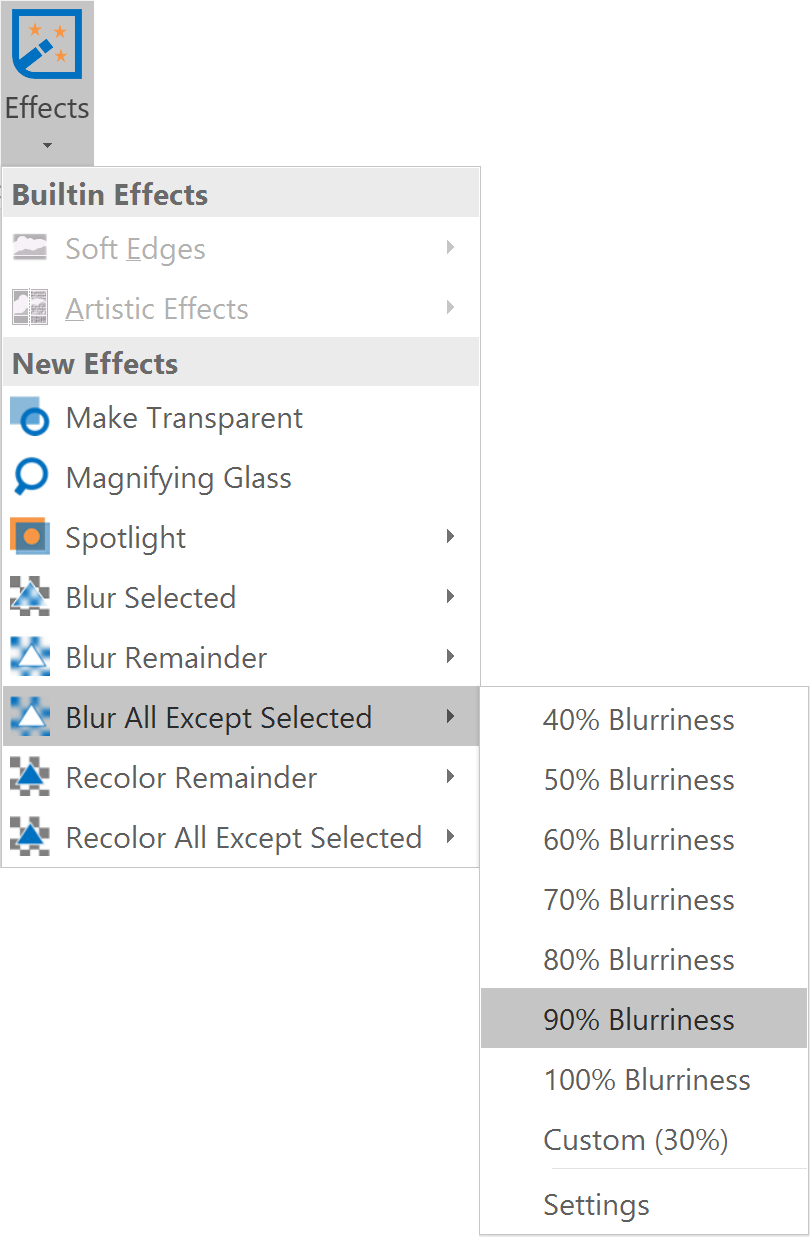 Effects
Builtin Effects
Soft Edges
Artistic Effects
New Effects
Make Transparent
Magnifying Glass
Spotlight
Blur Selected
Blur Remainder
Blur All Except Selected
Recolor Remainder
Recolor All Except Selected
40% Blurriness
50% Blurriness
60% Blurriness
70% Blurriness
80% Blurriness
90% Blurriness
100% Blurriness
Custom (30%)
Settings